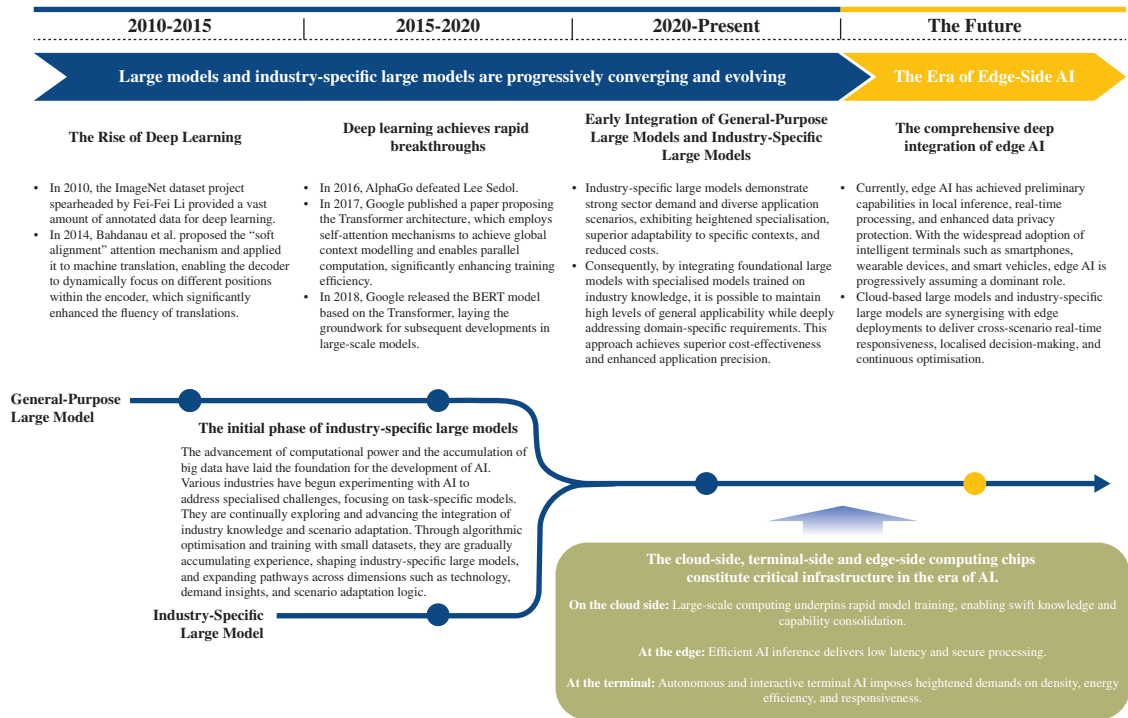 2010-2015
2015-2020
2020-Present
The Future
Large models and industry-specific large models are progressively converging and evolving
The Era of Edge-Side AI
The Rise of Deep Learning
• In 2010, the ImageNet dataset project
spearheaded by Fei-Fei Li provided a vast
amount of annotated data for deep learning.
• In 2014, Bahdanau et al. proposed the “soft
alignment” attention mechanism and applied
it to machine translation, enabling the decoder
to dynamically focus on different positions
within the encoder, which significantly
enhanced the fluency of translations.
Deep learning achieves rapid
breakthroughs
• In 2016, AlphaGo defeated Lee Sedol.
• In 2017, Google published a paper proposing
the Transformer architecture, which employs
self-attention mechanisms to achieve global
context modelling and enables parallel
computation, significantly enhancing training
efficiency.
• In 2018, Google released the BERT model
based on the Transformer, laying the
groundwork for subsequent developments in
large-scale models.
Early Integration of General-Purpose
Large Models and Industry-Specific
Large Models
• Industry-specific large models demonstrate
strong sector demand and diverse application
scenarios, exhibiting heightened specialisation,
superior adaptability to specific contexts, and
reduced costs.
• Consequently, by integrating foundational large
models with specialised models trained on
industry knowledge, it is possible to maintain
high levels of general applicability while deeply
addressing domain-specific requirements. This
approach achieves superior cost-effectiveness
and enhanced application precision.
The comprehensive deep
integration of edge AI
• Currently, edge AI has achieved preliminary
capabilities in local inference, real-time
processing, and enhanced data privacy
protection. With the widespread adoption of
intelligent terminals such as smartphones,
wearable devices, and smart vehicles, edge AI is
progressively assuming a dominant role.
• Cloud-based large models and industry-specific
large models are synergising with edge
deployments to deliver cross-scenario real-time
responsiveness, localised decision-making, and
continuous optimisation.
General-Purpose
Large Model
The initial phase of industry-specific large models
The advancement of computational power and the accumulation of
big data have laid the foundation for the development of AI.
Various industries have begun experimenting with AI to
address specialised challenges, focusing on task-specific models.
They are continually exploring and advancing the integration of
industry knowledge and scenario adaptation. Through algorithmic
optimisation and training with small datasets, they are gradually
accumulating experience, shaping industry-specific large models,
and expanding pathways across dimensions such as technology,
demand insights, and scenario adaptation logic.
Industry-Specific
Large Model
The cloud-side, terminal-side and edge-side computing chips
constitute critical infrastructure in the era of AI.
On the cloud side: Large-scale computing underpins rapid model training, enabling swift knowledge and
capability consolidation.
At the edge: Efficient AI inference delivers low latency and secure processing.
At the terminal: Autonomous and interactive terminal AI imposes heightened demands on density, energy
efficiency, and responsiveness.